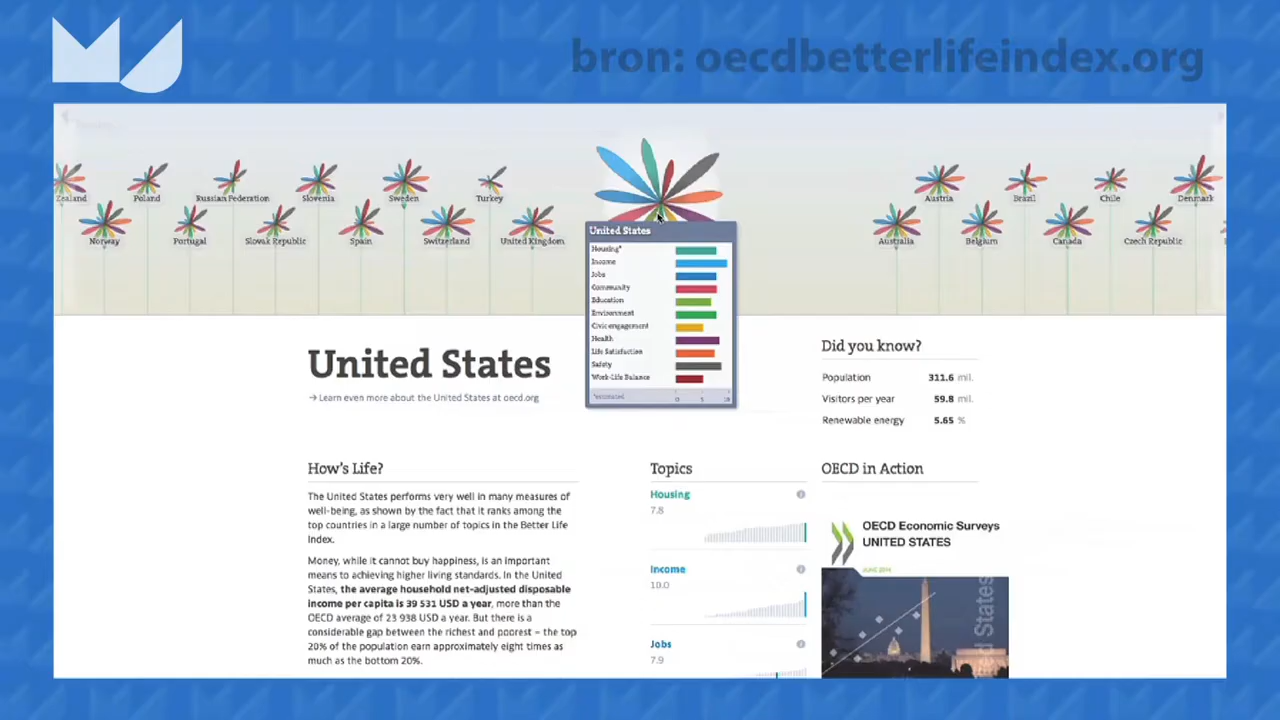 bron: oecdbetterlifeindex.org
Zealand
Poland
Russian Federation
Slovenia
Sweden
Turkey
Austria
Brazil
Chile
Denmark
Norway
Portugal
Slovak Republic
Spain
Switzerland
United Kingdom
Australia
Belgium
Canada
Czech Republic
United States
Housing*
Income
Jobs
Community
Education
Environment
Civic engagement
Health
Life Satisfaction
Safety
Work-Life Balance
*estimated 0 5 10
United States
→ Learn even more about the United States at oecd.org
Did you know?
Population 311.6 mil.
Visitors per year 59.8 mil.
Renewable energy 5.65 %
How's Life?
The United States performs very well in many measures of
well-being, as shown by the fact that it ranks among the
top countries in a large number of topics in the Better Life
Index.
Money, while it cannot buy happiness, is an important
means to achieving higher living standards. In the United
States, the average household net-adjusted disposable
income per capita is 39 531 USD a year, more than the
OECD average of 23 938 USD a year. But there is a
considerable gap between the richest and poorest – the top
20% of the population earn approximately eight times as
much as the bottom 20%.
Topics
Housing
7.8
Income
10.0
Jobs
7.9
OECD in Action
OECD Economic Surveys
UNITED STATES
JUNE 2014
ed States